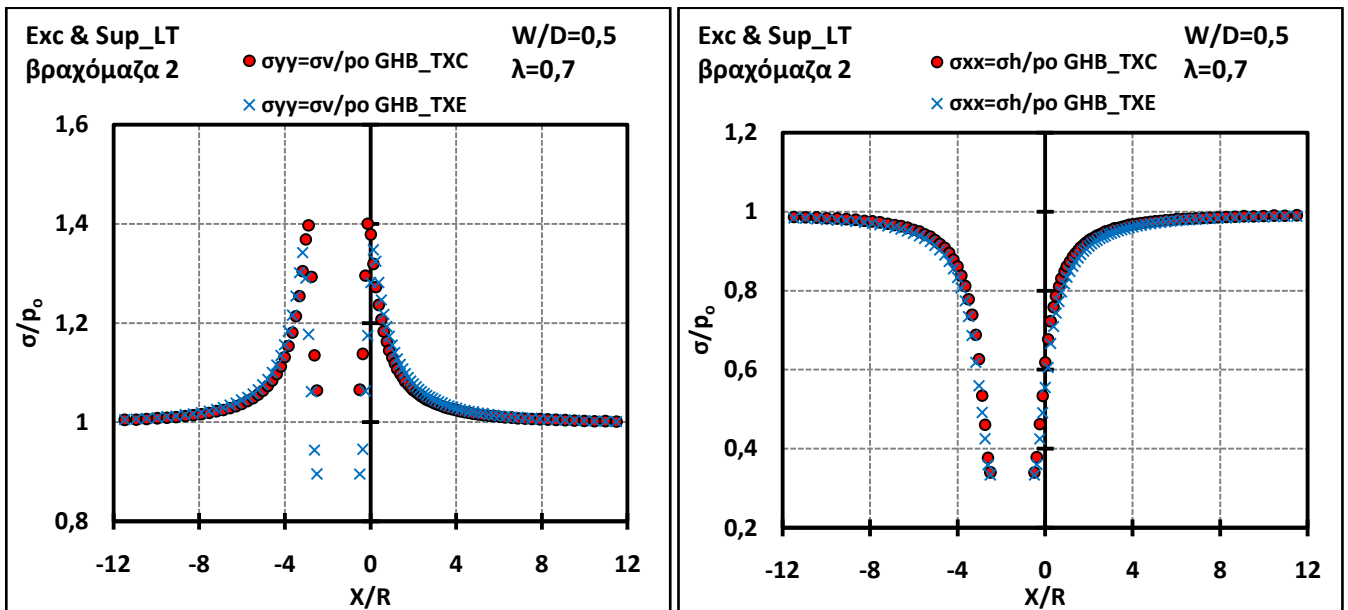 Exc & Sup_LT
βραχόμαζα 2
W/D=0,5
λ=0,7
σyy=σv/po GHB_TXC
σyy=σv/po GHB_TXE
1,6
1,4
1,2
1
0,8
σ/po
-12 -8 -4 0 4 8 12
X/R
Exc & Sup_LT
βραχόμαζα 2
W/D=0,5
λ=0,7
σxx=σh/po GHB_TXC
σxx=σh/po GHB_TXE
1,2
1
0,8
0,6
0,4
0,2
σ/po
-12 -8 -4 0 4 8 12
X/R